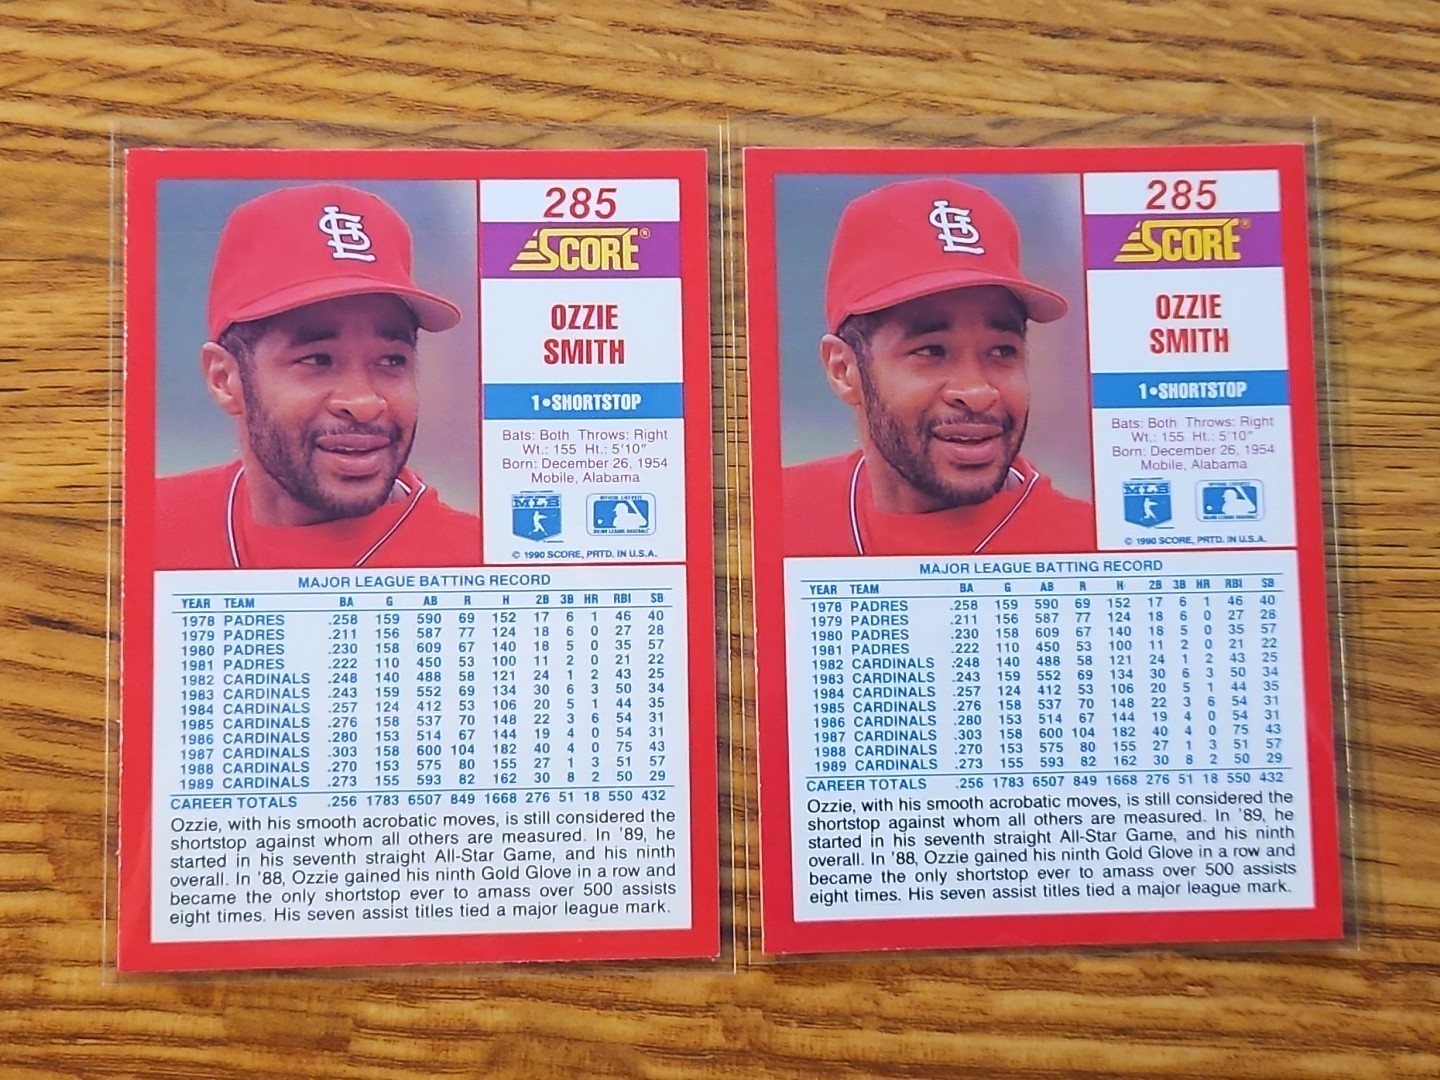 285
SCORE®
OZZIE
SMITH
1•SHORTSTOP
Bats: Both Throws: Right
Wt.: 155 Ht.: 5'10"
Born: December 26, 1954
Mobile, Alabama
MLB
© 1990 SCORE, PRTD. IN U.S.A.
MAJOR LEAGUE BATTING RECORD
YEAR TEAM BA G AB R H 2B 3B HR RBI SB
1978 PADRES .258 159 590 69 152 17 6 1 46 40
1979 PADRES .211 156 587 77 124 18 6 0 27 28
1980 PADRES .230 158 609 67 140 18 5 0 35 57
1981 PADRES .222 110 450 53 100 11 2 0 21 22
1982 CARDINALS .248 140 488 58 121 24 1 2 43 25
1983 CARDINALS .243 159 552 69 134 30 6 3 50 34
1984 CARDINALS .257 124 412 53 106 20 5 1 44 35
1985 CARDINALS .276 158 537 70 148 22 3 6 54 31
1986 CARDINALS .280 153 514 67 144 19 4 0 54 31
1987 CARDINALS .303 158 600 104 182 40 4 0 75 43
1988 CARDINALS .270 153 575 80 155 27 1 3 51 57
1989 CARDINALS .273 155 593 82 162 30 8 2 50 29
CAREER TOTALS .256 1783 6507 849 1668 276 51 18 550 432
Ozzie, with his smooth acrobatic moves, is still considered the
shortstop against whom all others are measured. In '89, he
started in his seventh straight All-Star Game, and his ninth
overall. In '88, Ozzie gained his ninth Gold Glove in a row and
became the only shortstop ever to amass over 500 assists
eight times. His seven assist titles tied a major league mark.
285
SCORE®
OZZIE
SMITH
1•SHORTSTOP
Bats: Both Throws: Right
Wt.: 155 Ht.: 5'10"
Born: December 26, 1954
Mobile, Alabama
MLB
© 1990 SCORE, PRTD. IN U.S.A.
MAJOR LEAGUE BATTING RECORD
YEAR TEAM BA G AB R H 2B 3B HR RBI SB
1978 PADRES .258 159 590 69 152 17 6 1 46 40
1979 PADRES .211 156 587 77 124 18 6 0 27 28
1980 PADRES .230 158 609 67 140 18 5 0 35 57
1981 PADRES .222 110 450 53 100 11 2 0 21 22
1982 CARDINALS .248 140 488 58 121 24 1 2 43 25
1983 CARDINALS .243 159 552 69 134 30 6 3 50 34
1984 CARDINALS .257 124 412 53 106 20 5 1 44 35
1985 CARDINALS .276 158 537 70 148 22 3 6 54 31
1986 CARDINALS .280 153 514 67 144 19 4 0 54 31
1987 CARDINALS .303 158 600 104 182 40 4 0 75 43
1988 CARDINALS .270 153 575 80 155 27 1 3 51 57
1989 CARDINALS .273 155 593 82 162 30 8 2 50 29
CAREER TOTALS .256 1783 6507 849 1668 276 51 18 550 432
Ozzie, with his smooth acrobatic moves, is still considered the
shortstop against whom all others are measured. In '89, he
started in his seventh straight All-Star Game, and his ninth
overall. In '88, Ozzie gained his ninth Gold Glove in a row and
became the only shortstop ever to amass over 500 assists
eight times. His seven assist titles tied a major league mark.